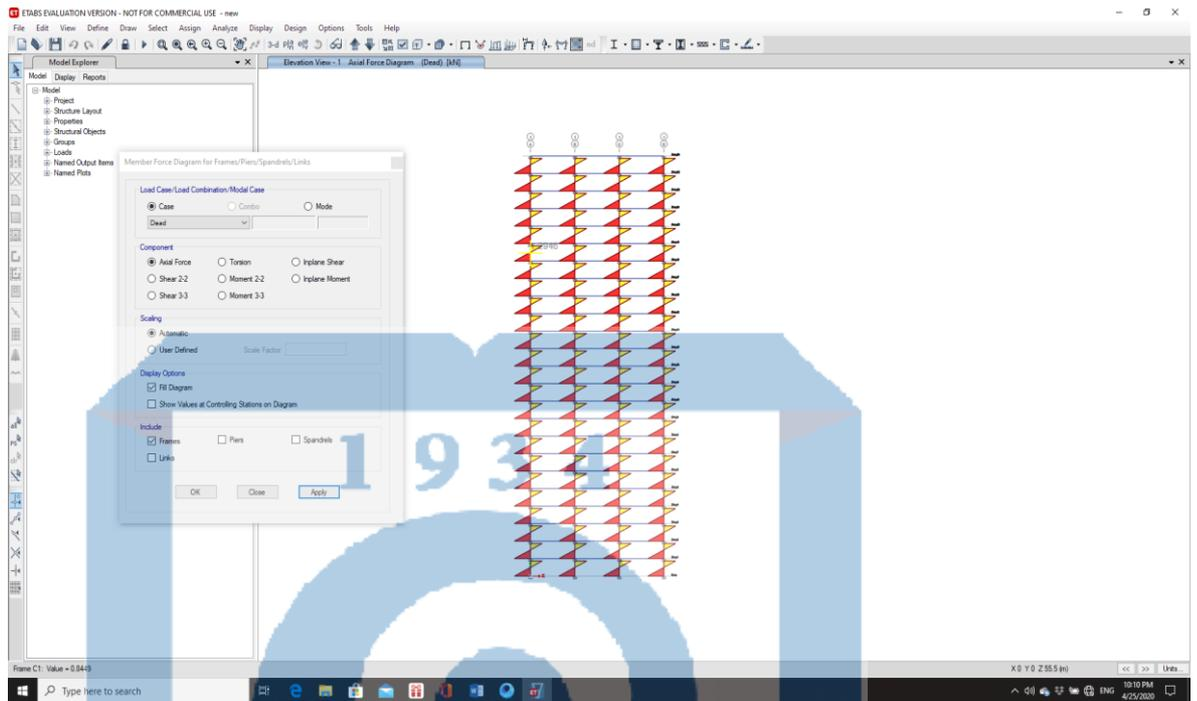 ETABS EVALUATION VERSION - NOT FOR COMMERCIAL USE - new
File Edit View Define Draw Select Assign Analyze Display Design Options Tools Help
Model Explorer
Elevation View - 1 Axial Force Diagram (Dead) [kN]
Model Display Reports
Model
Project
Structure Layout
Properties
Structural Objects
Groups
Loads
Named Output Items
Named Plots
Member Force Diagram for Frames/Piers/Spandrels/Links
Load Case/Load Combination/Modal Case
Case Combo Mode
Dead
Component
Axial Force Torsion Inplane Shear
Shear 2-2 Moment 2-2 Inplane Moment
Shear 3-3 Moment 3-3
Scaling
Automatic
User Defined Scale Factor
Display Options
Fill Diagram
Show Values at Controlling Stations on Diagram
Include
Frames Piers Spandrels
Links
OK Close Apply
1934
Frame C1: Value = 0.8449
X 0 Y 0 Z 55.5 (m)
<< >> Units...
Type here to search
ENG
10:10 PM
4/25/2020